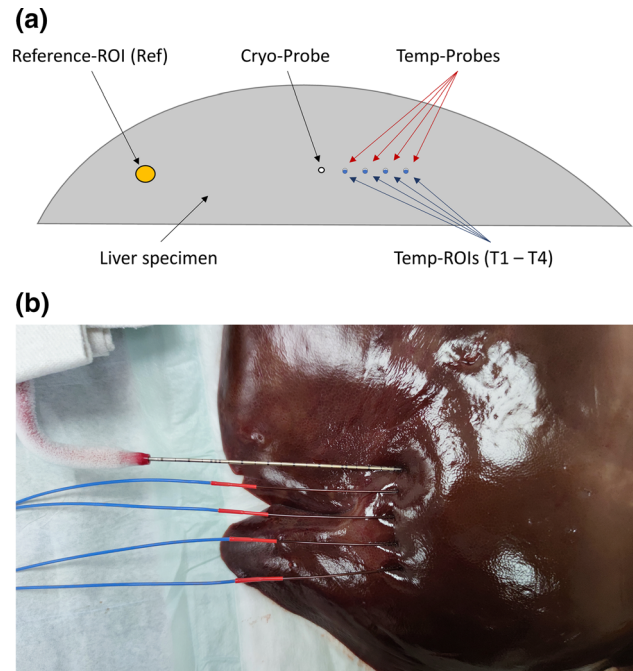 (a)
Reference-ROI (Ref)
Cryo-Probe
Temp-Probes
Liver specimen
Temp-ROIs (T1 – T4)
(b)